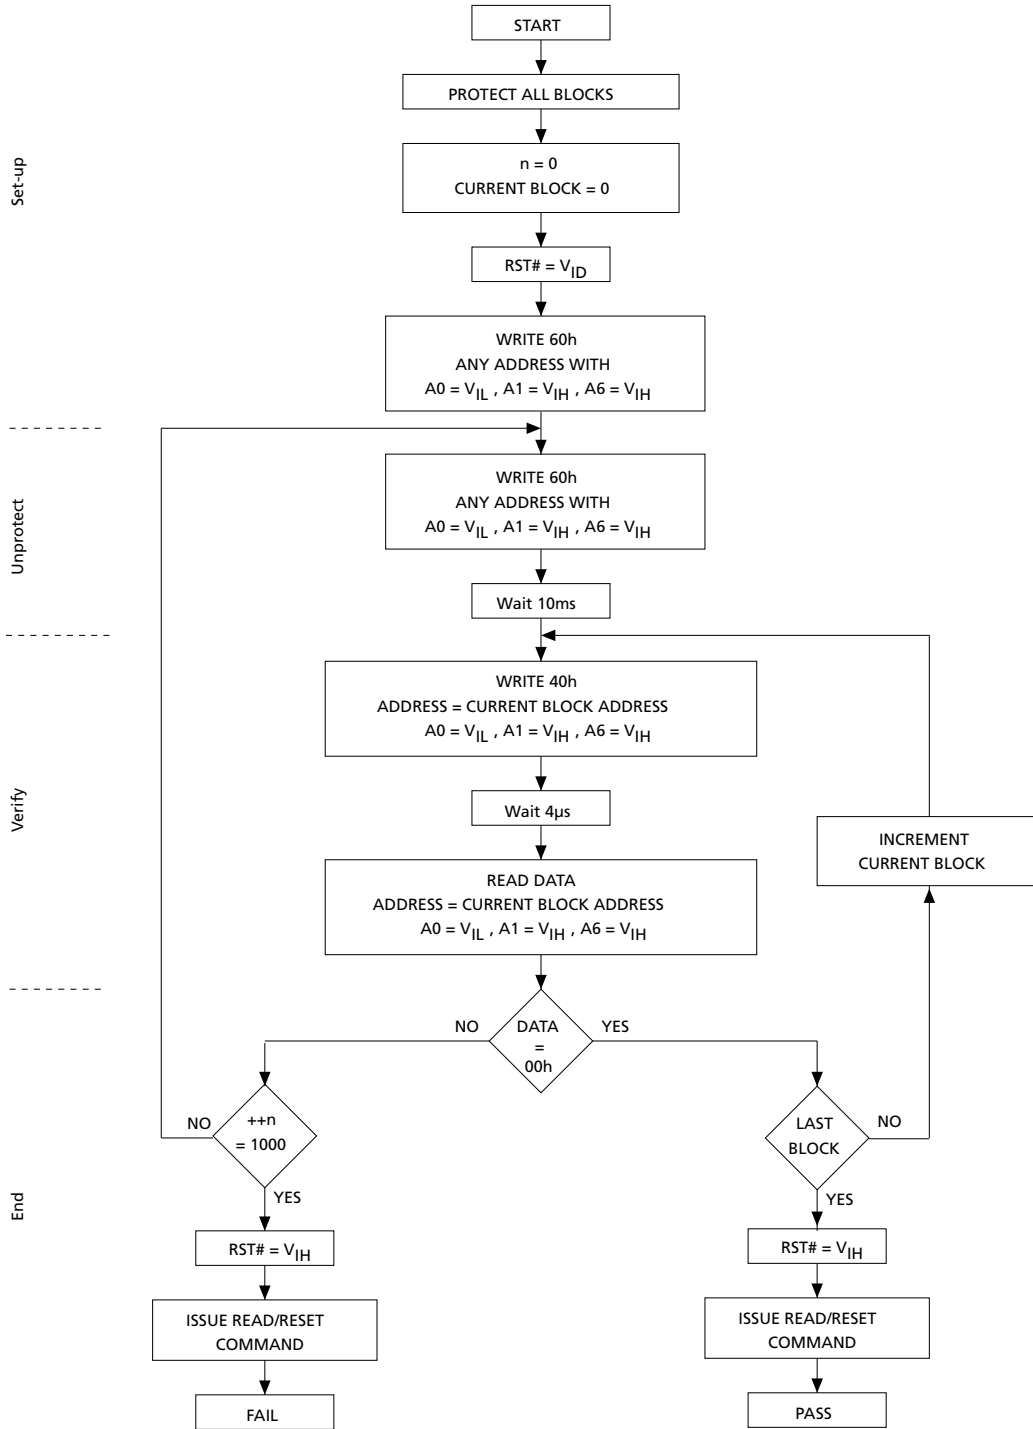 START
PROTECT ALL BLOCKS
Set-up
n = 0
CURRENT BLOCK = 0
RST# = VID
WRITE 60h
ANY ADDRESS WITH
A0 = VIL , A1 = VIH , A6 = VIH
Unprotect
WRITE 60h
ANY ADDRESS WITH
A0 = VIL , A1 = VIH , A6 = VIH
Wait 10ms
Verify
WRITE 40h
ADDRESS = CURRENT BLOCK ADDRESS
A0 = VIL , A1 = VIH , A6 = VIH
Wait 4µs
INCREMENT
CURRENT BLOCK
READ DATA
ADDRESS = CURRENT BLOCK ADDRESS
A0 = VIL , A1 = VIH , A6 = VIH
End
NO
DATA
=
00h
YES
NO
++n
= 1000
YES
LAST
BLOCK
NO
YES
RST# = VIH
RST# = VIH
ISSUE READ/RESET
COMMAND
ISSUE READ/RESET
COMMAND
FAIL
PASS